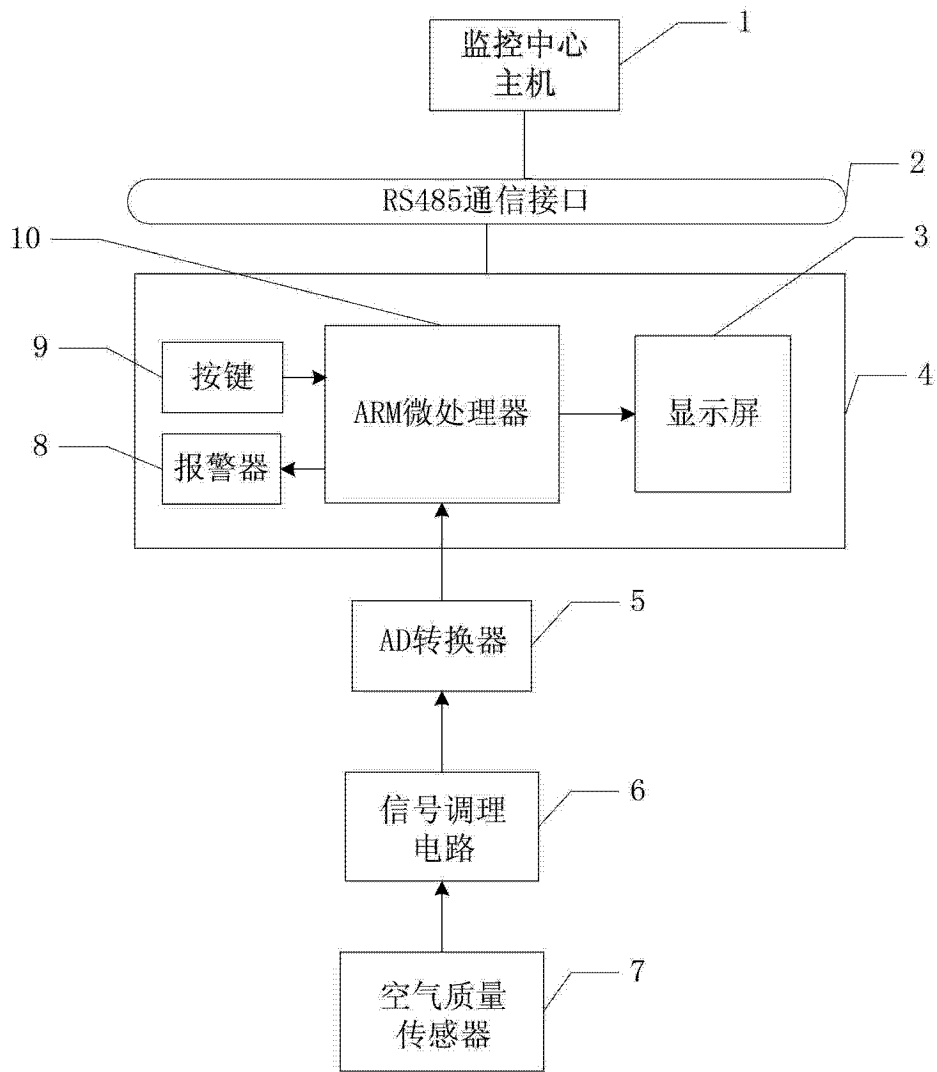 1
监控中心
主机
2
RS485通信接口
10
3
9
按键
ARM微处理器
显示屏
4
8
报警器
5
AD转换器
6
信号调理
电路
7
空气质量
传感器